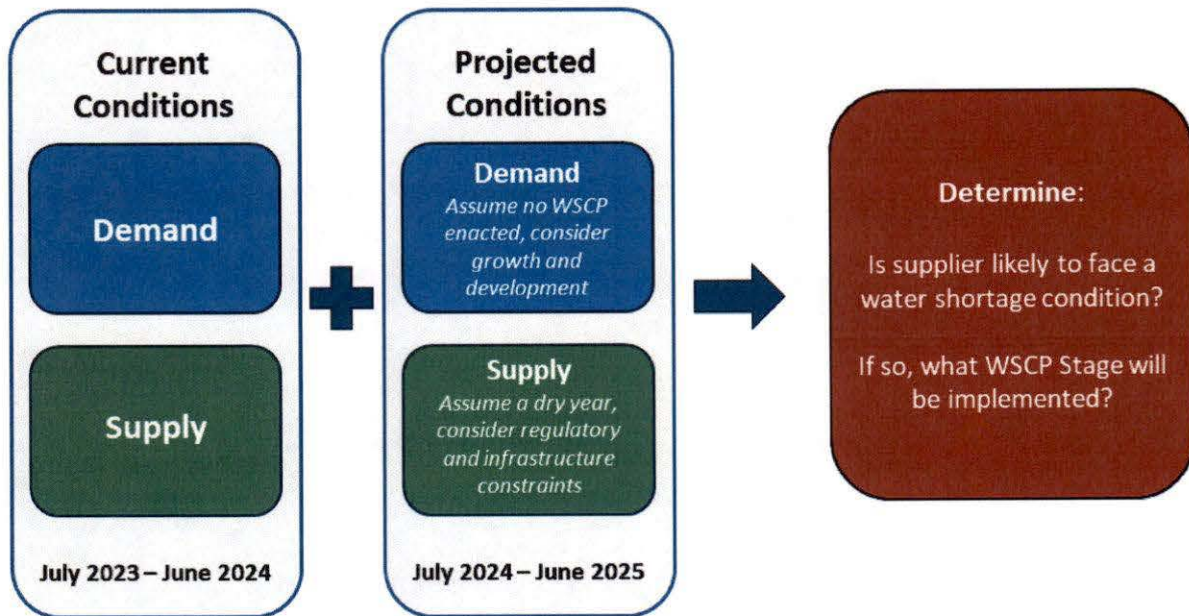 Current
Conditions
Demand
Supply
July 2023 – June 2024
Projected
Conditions
Demand
Assume no WSCP
enacted, consider
growth and
development
Supply
Assume a dry year,
consider regulatory
and infrastructure
constraints
July 2024 – June 2025
Determine:
Is supplier likely to face a
water shortage condition?
If so, what WSCP Stage will
be implemented?